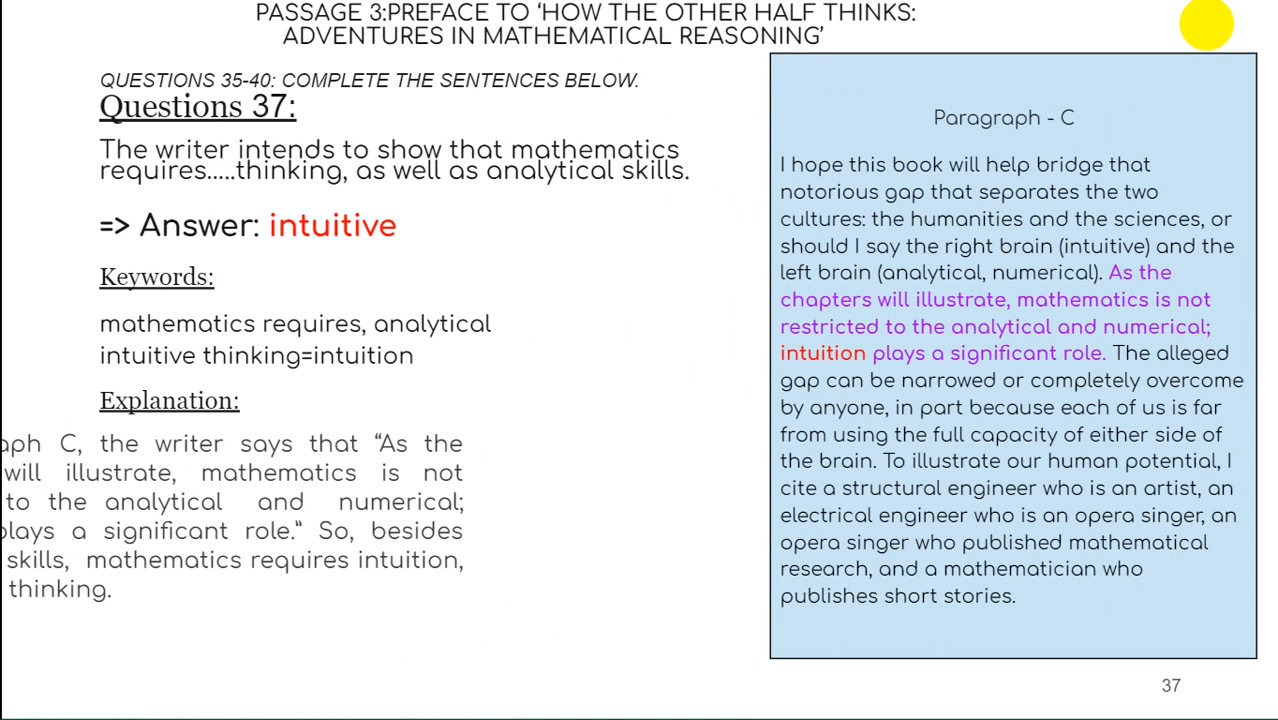 PASSAGE 3:PREFACE TO ‘HOW THE OTHER HALF THINKS:
ADVENTURES IN MATHEMATICAL REASONING’
QUESTIONS 35-40: COMPLETE THE SENTENCES BELOW.
Questions 37:
The writer intends to show that mathematics
requires.....thinking, as well as analytical skills.
=> Answer: intuitive
Keywords:
mathematics requires, analytical
intuitive thinking=intuition
Explanation:
C, the writer says that “As the
will illustrate, mathematics is not
to the analytical and numerical;
plays a significant role.” So, besides
skills, mathematics requires intuition,
thinking.
Paragraph - C
I hope this book will help bridge that
notorious gap that separates the two
cultures: the humanities and the sciences, or
should I say the right brain (intuitive) and the
left brain (analytical, numerical). As the
chapters will illustrate, mathematics is not
restricted to the analytical and numerical;
intuition plays a significant role. The alleged
gap can be narrowed or completely overcome
by anyone, in part because each of us is far
from using the full capacity of either side of
the brain. To illustrate our human potential, I
cite a structural engineer who is an artist, an
electrical engineer who is an opera singer, an
opera singer who published mathematical
research, and a mathematician who
publishes short stories.
37